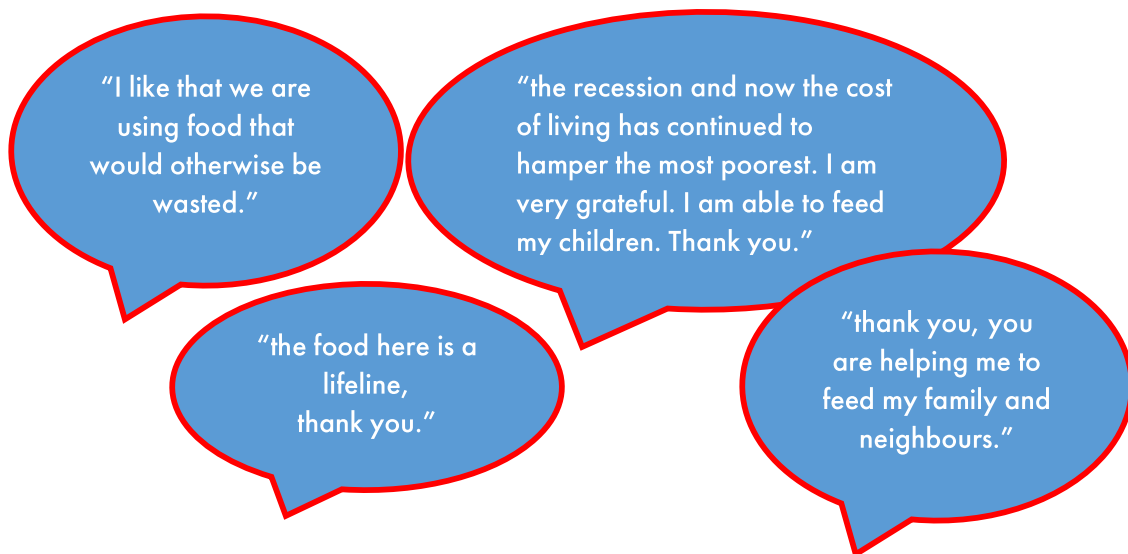 “I like that we are
using food that
would otherwise be
wasted.”
“the recession and now the cost
of living has continued to
hamper the most poorest. I am
very grateful. I am able to feed
my children. Thank you.”
“the food here is a
lifeline,
thank you.”
“thank you, you
are helping me to
feed my family and
neighbours.”